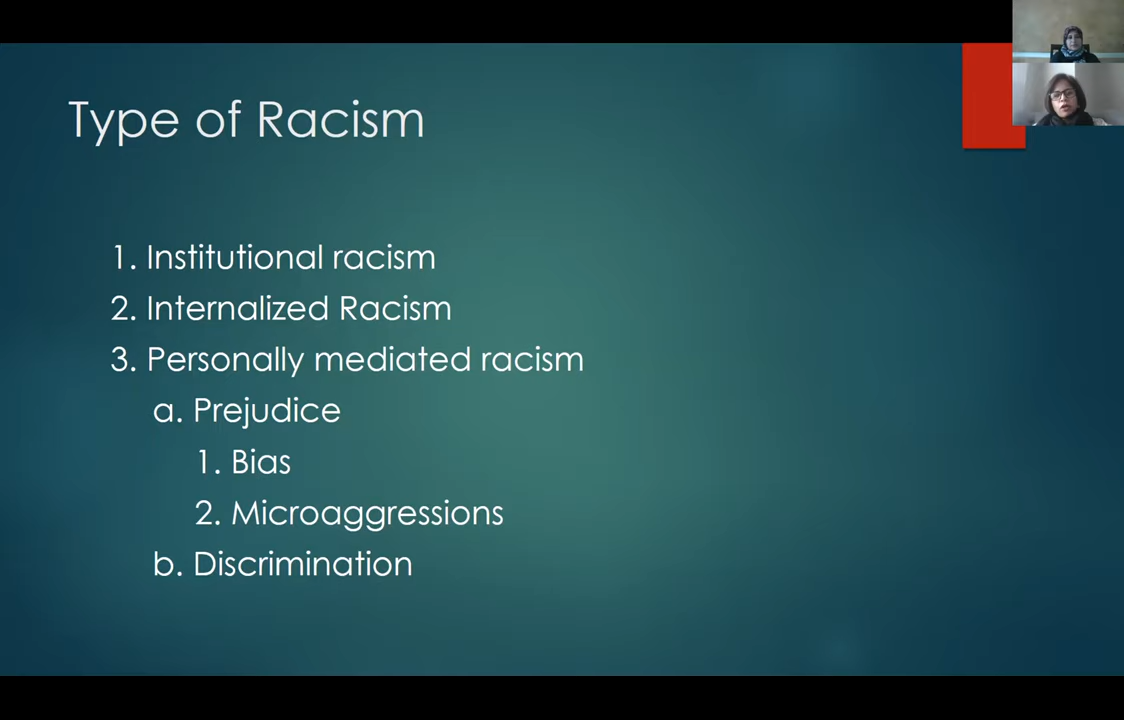 Type of Racism
1. Institutional racism
2. Internalized Racism
3. Personally mediated racism
a. Prejudice
1. Bias
2. Microaggressions
b. Discrimination